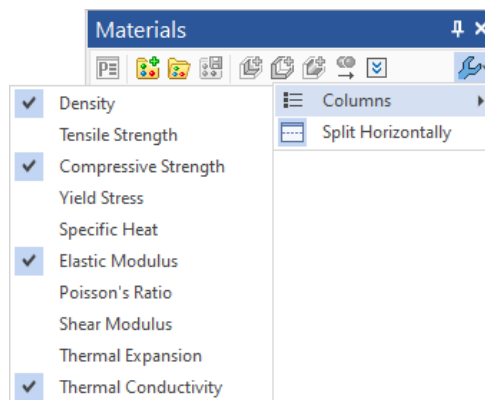 Materials
Columns
Split Horizontally
Density
Tensile Strength
Compressive Strength
Yield Stress
Specific Heat
Elastic Modulus
Poisson's Ratio
Shear Modulus
Thermal Expansion
Thermal Conductivity